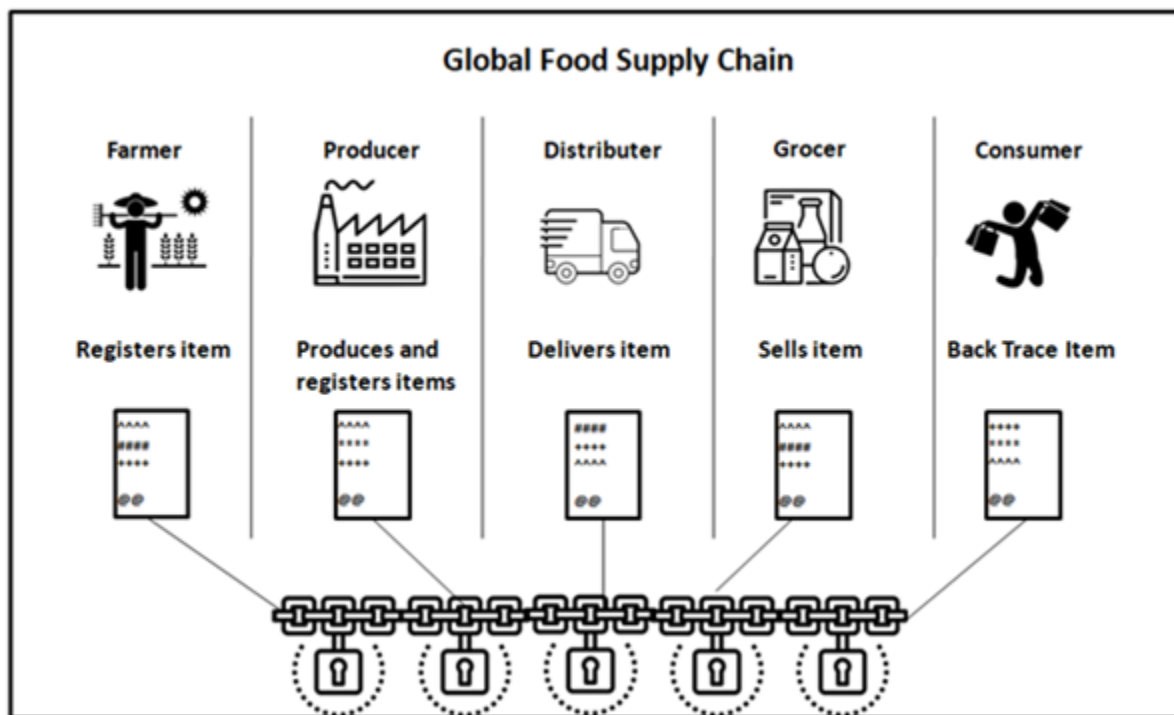 Global Food Supply Chain
Farmer
Producer
Distributer
Grocer
Consumer
Registers item
Produces and
registers items
Delivers item
Sells item
Back Trace Item
^^^^
####
++++
@@
^^^^
****
++++
@@
####
++++
^^^^
@@
^^^^
####
++++
@@
++++
****
^^^^
@@